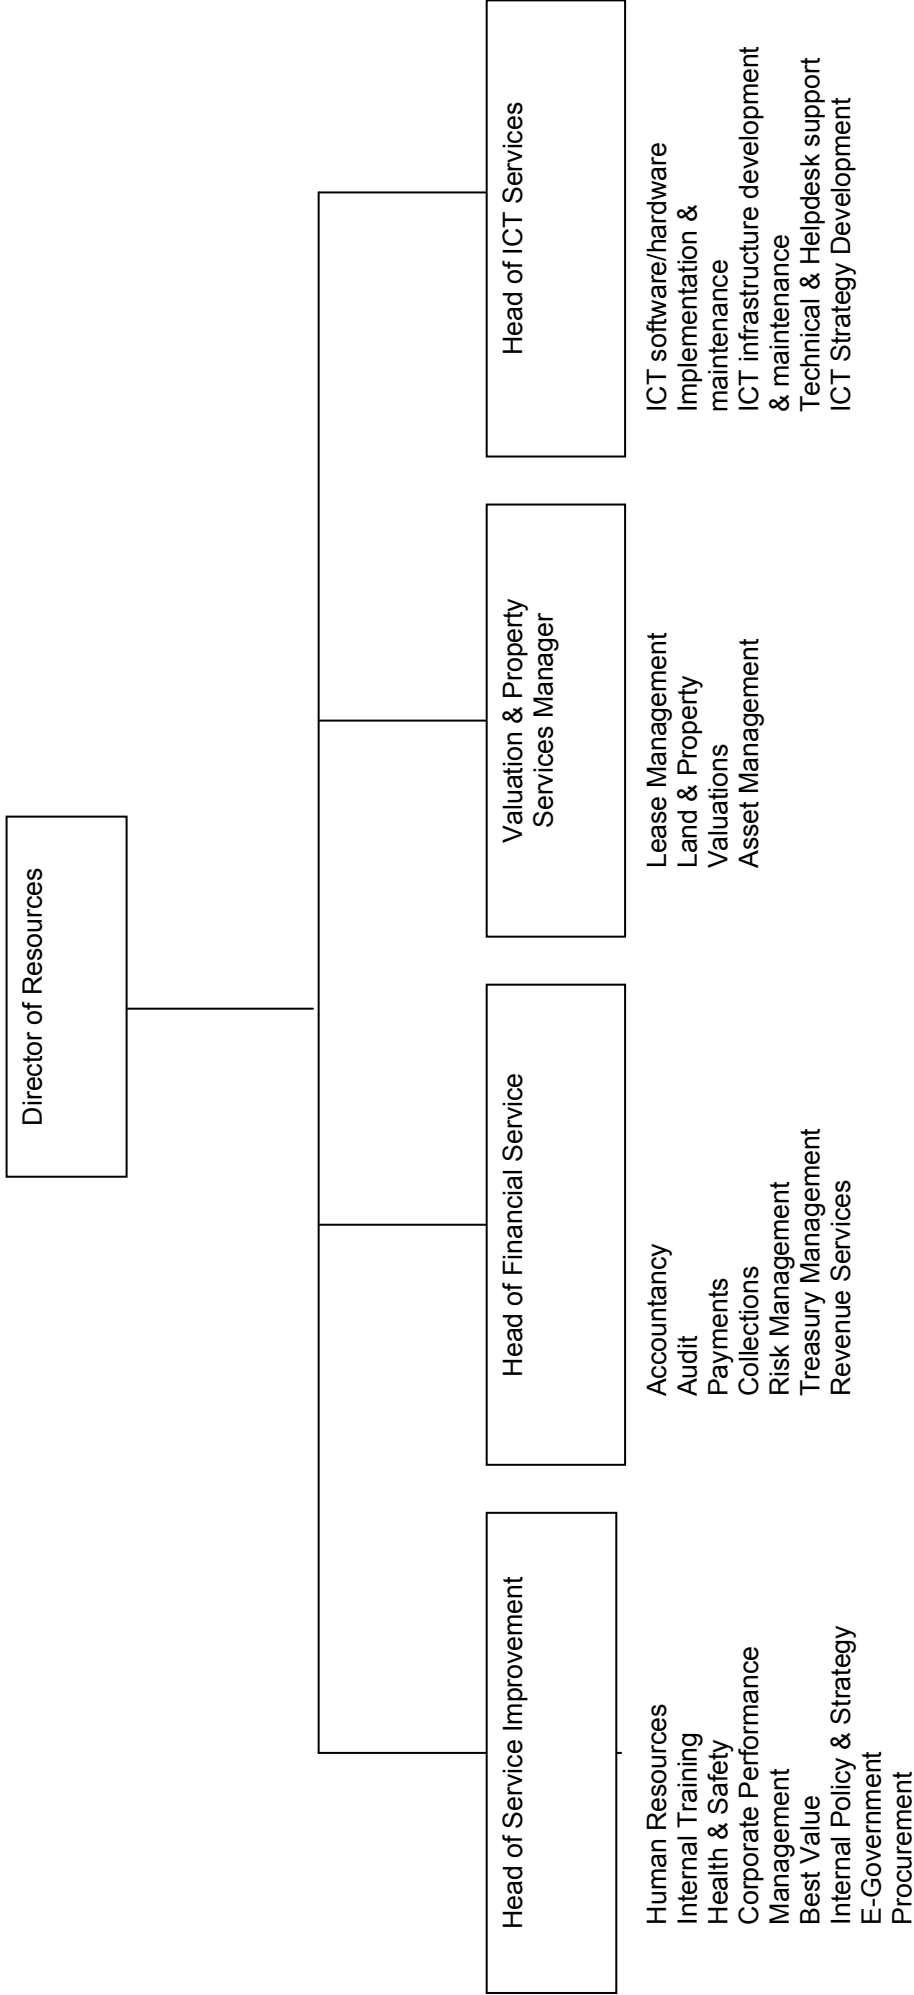 Director of Resources
Head of Service Improvement
Human Resources
Internal Training
Health & Safety
Corporate Performance
Management
Best Value
Internal Policy & Strategy
E-Government
Procurement
Head of Financial Service
Accountancy
Audit
Payments
Collections
Risk Management
Treasury Management
Revenue Services
Valuation & Property
Services Manager
Lease Management
Land & Property
Valuations
Asset Management
Head of ICT Services
ICT software/hardware
Implementation &
maintenance
ICT infrastructure development
& maintenance
Technical & Helpdesk support
ICT Strategy Development